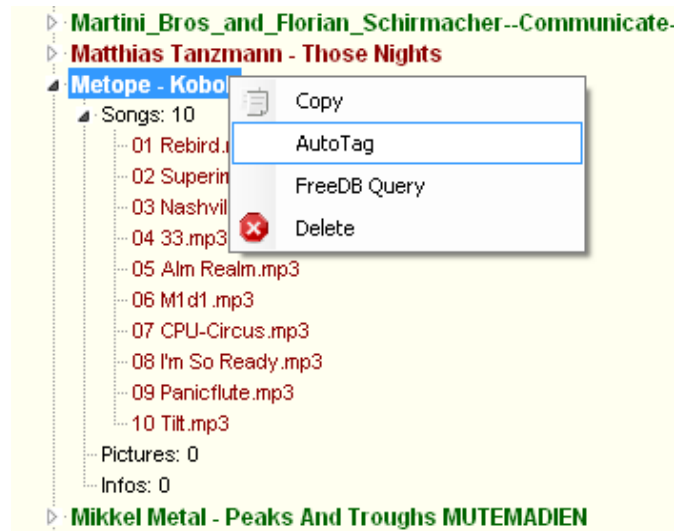 Martini_Bros_and_Florian_Schirmacher--Communicate-
Matthias Tanzmann - Those Nights
Metope - Kobol
Songs: 10
01 Rebird.
02 Superim
03 Nashvil
04 33.mp3
05 Alm Realm.mp3
06 M1d1.mp3
07 CPU-Circus.mp3
08 I'm So Ready.mp3
09 Panicflute.mp3
10 Tilt.mp3
Pictures: 0
Infos: 0
Mikkel Metal - Peaks And Troughs MUTEMADIEN
Copy
AutoTag
FreeDB Query
Delete